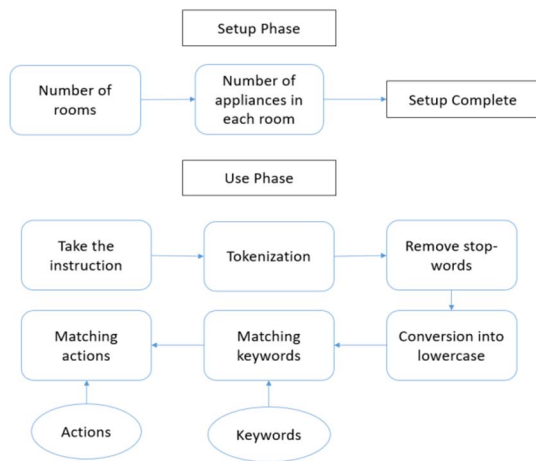 Setup Phase
Number of
rooms
Number of
appliances in
each room
Setup Complete
Use Phase
Take the
instruction
Tokenization
Remove stop-
words
Matching
actions
Matching
keywords
Conversion into
lowercase
Actions
Keywords